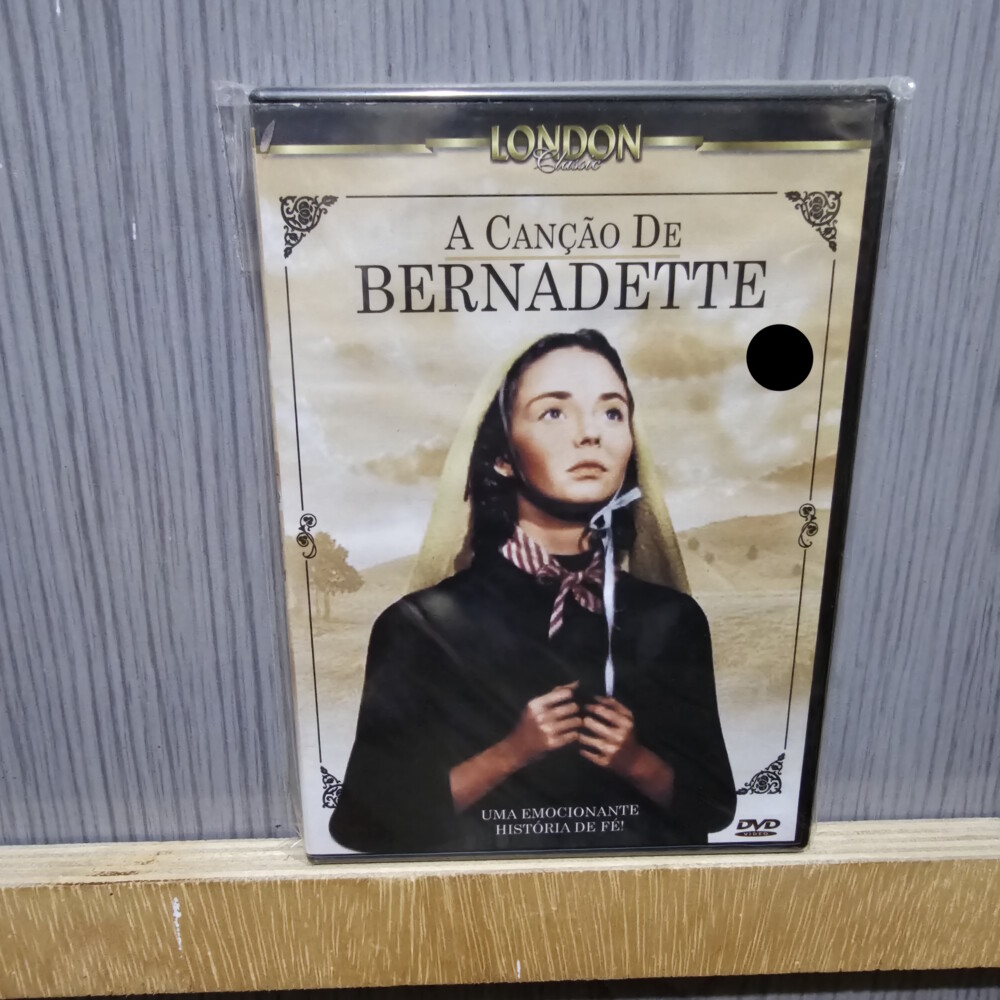 LONDON
Classic
A CANÇÃO DE
BERNADETTE
UMA EMOCIONANTE
HISTÓRIA DE FÉ!
DVD
VIDEO